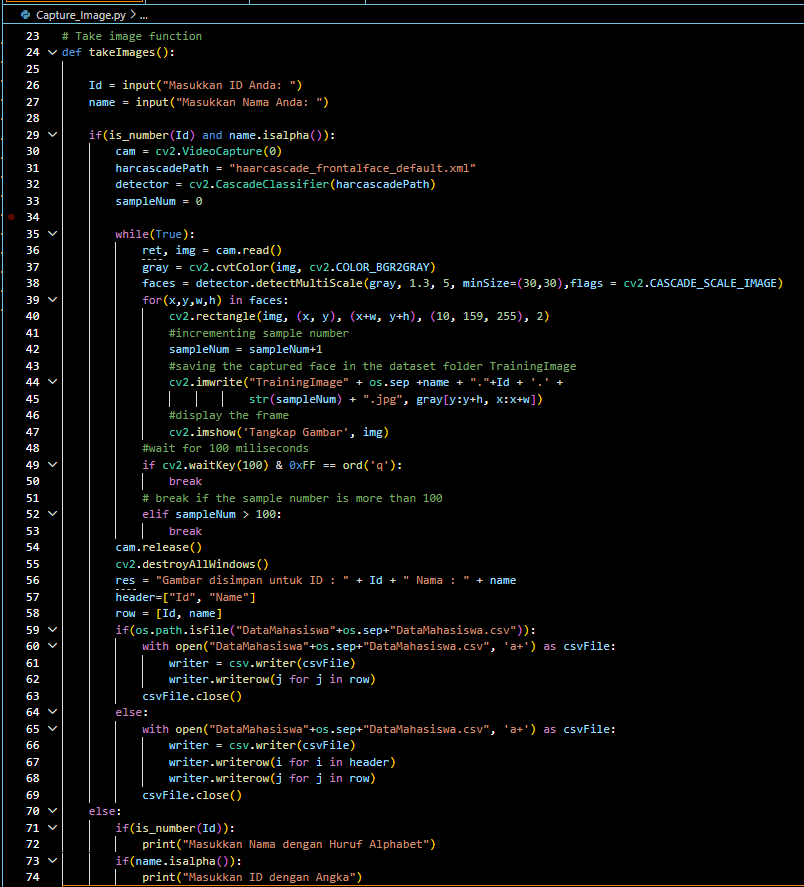 Capture_Image.py > ...
23 # Take image function
24 def takeImages():
25
26 Id = input("Masukkan ID Anda: ")
27 name = input("Masukkan Nama Anda: ")
28
29 if(is_number(Id) and name.isalpha()):
30 cam = cv2.VideoCapture(0)
31 harcascadePath = "haarcascade_frontalface_default.xml"
32 detector = cv2.CascadeClassifier(harcascadePath)
33 sampleNum = 0
34
35 while(True):
36 ret, img = cam.read()
37 gray = cv2.cvtColor(img, cv2.COLOR_BGR2GRAY)
38 faces = detector.detectMultiScale(gray, 1.3, 5, minSize=(30,30),flags = cv2.CASCADE_SCALE_IMAGE)
39 for(x,y,w,h) in faces:
40 cv2.rectangle(img, (x, y), (x+w, y+h), (10, 159, 255), 2)
41 #incrementing sample number
42 sampleNum = sampleNum+1
43 #saving the captured face in the dataset folder TrainingImage
44 cv2.imwrite("TrainingImage" + os.sep +name + "."+Id + '.' +
45 str(sampleNum) + ".jpg", gray[y:y+h, x:x+w])
46 #display the frame
47 cv2.imshow('Tangkap Gambar', img)
48 #wait for 100 miliseconds
49 if cv2.waitKey(100) & 0xFF == ord('q'):
50 break
51 # break if the sample number is more than 100
52 elif sampleNum > 100:
53 break
54 cam.release()
55 cv2.destroyAllWindows()
56 res = "Gambar disimpan untuk ID : " + Id + " Nama : " + name
57 header=["Id", "Name"]
58 row = [Id, name]
59 if(os.path.isfile("DataMahasiswa"+os.sep+"DataMahasiswa.csv")):
60 with open("DataMahasiswa"+os.sep+"DataMahasiswa.csv", 'a+') as csvFile:
61 writer = csv.writer(csvFile)
62 writer.writerow(j for j in row)
63 csvFile.close()
64 else:
65 with open("DataMahasiswa"+os.sep+"DataMahasiswa.csv", 'a+') as csvFile:
66 writer = csv.writer(csvFile)
67 writer.writerow(i for i in header)
68 writer.writerow(j for j in row)
69 csvFile.close()
70 else:
71 if(is_number(Id)):
72 print("Masukkan Nama dengan Huruf Alphabet")
73 if(name.isalpha()):
74 print("Masukkan ID dengan Angka")